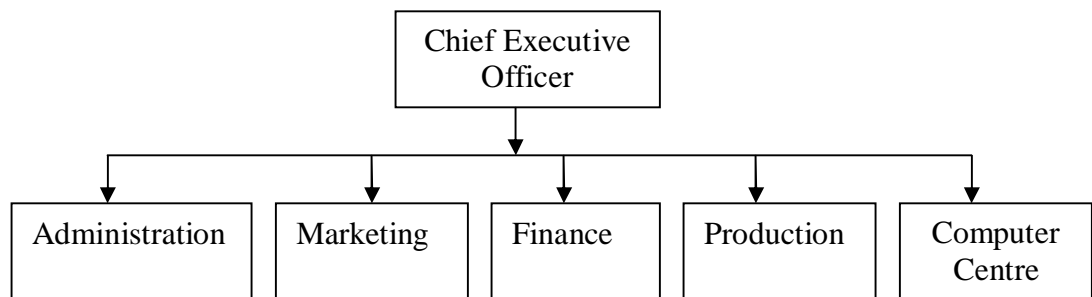 Chief Executive
Officer
Administration
Marketing
Finance
Production
Computer
Centre